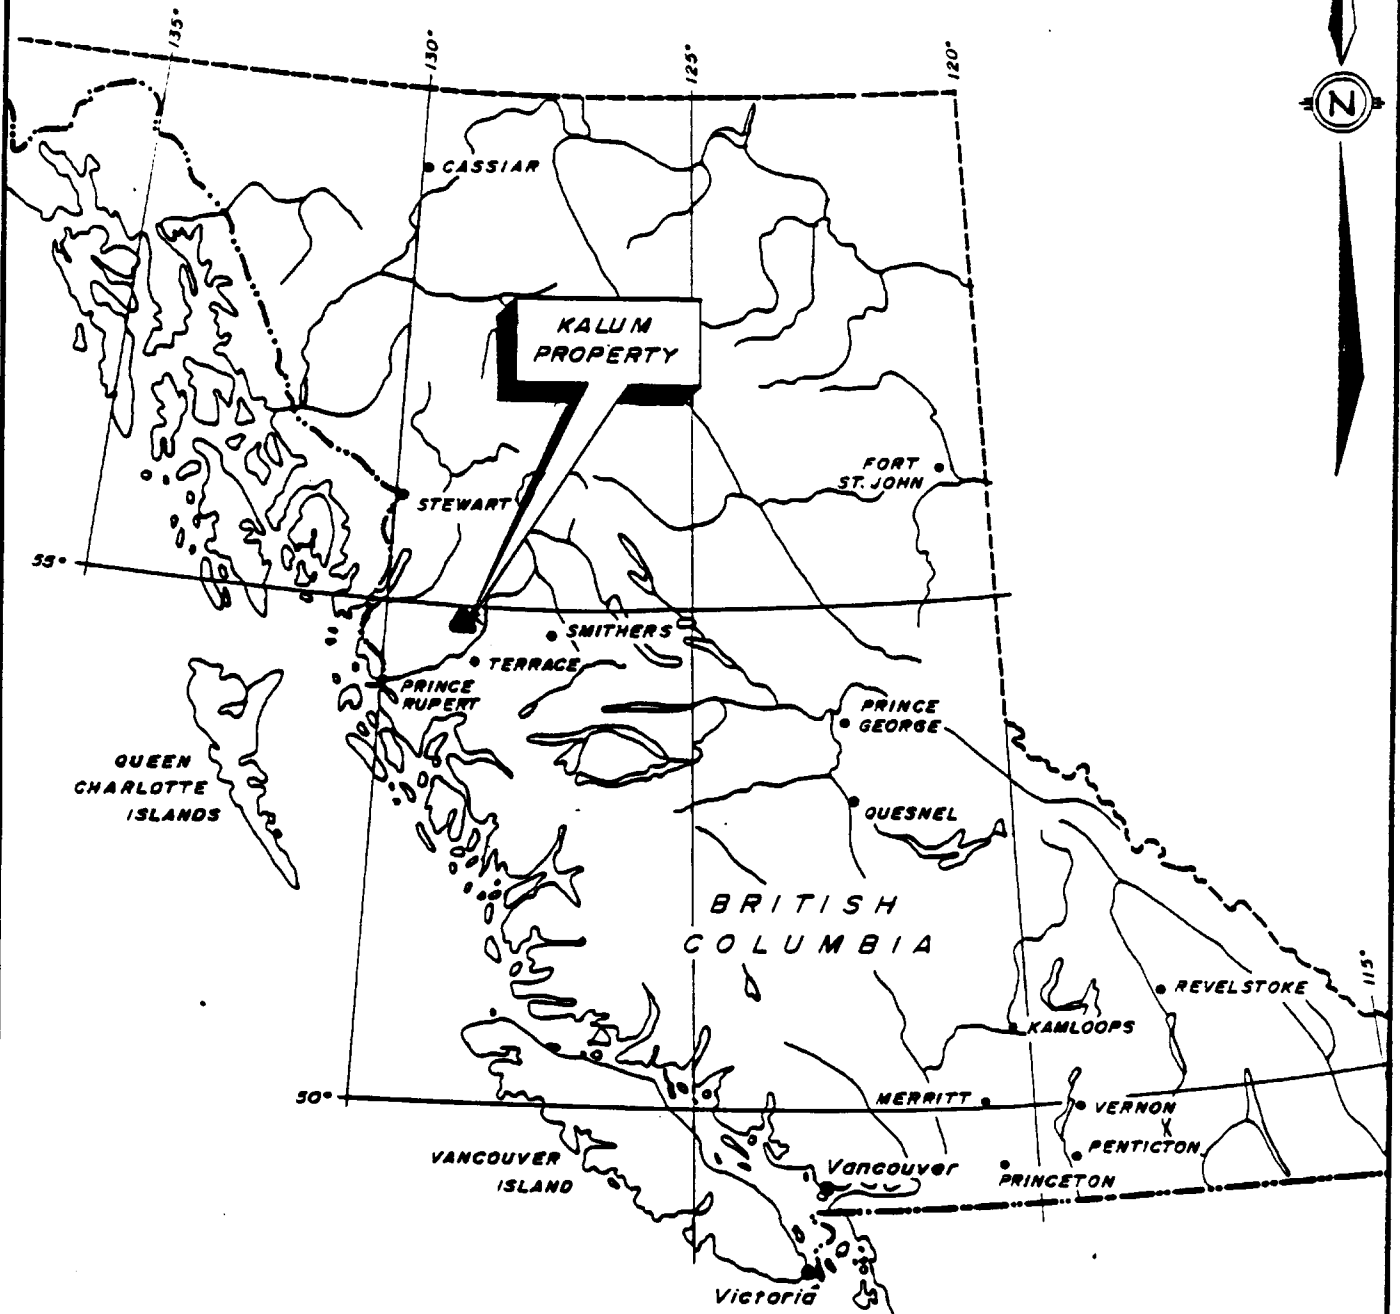 135°
130°
125°
120°
N
CASSIAR
KALUM
PROPERTY
FORT
ST. JOHN
STEWART
55°
SMITHERS
TERRACE
PRINCE
RUPERT
PRINCE
GEORGE
QUEEN
CHARLOTTE
ISLANDS
QUESNEL
BRITISH
COLUMBIA
115°
REVELSTOKE
KAMLOOPS
50°
MERRITT
VERNON
X
PENTICTON
VANCOUVER
ISLAND
Vancouver
PRINCETON
Victoria